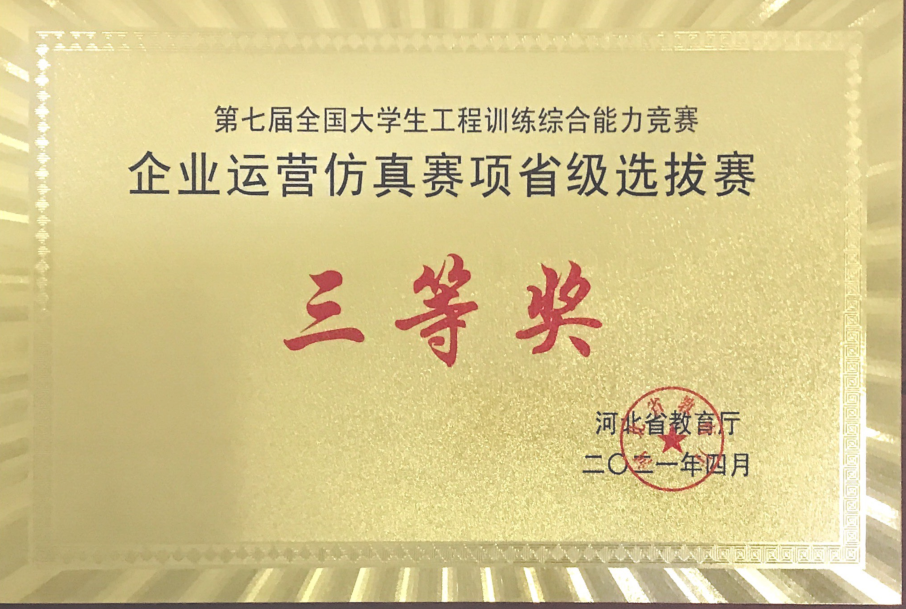 第七届全国大学生工程训练综合能力竞赛
企业运营仿真赛项省级选拔赛
三等奖
河北省教育厅
二〇二一年四月